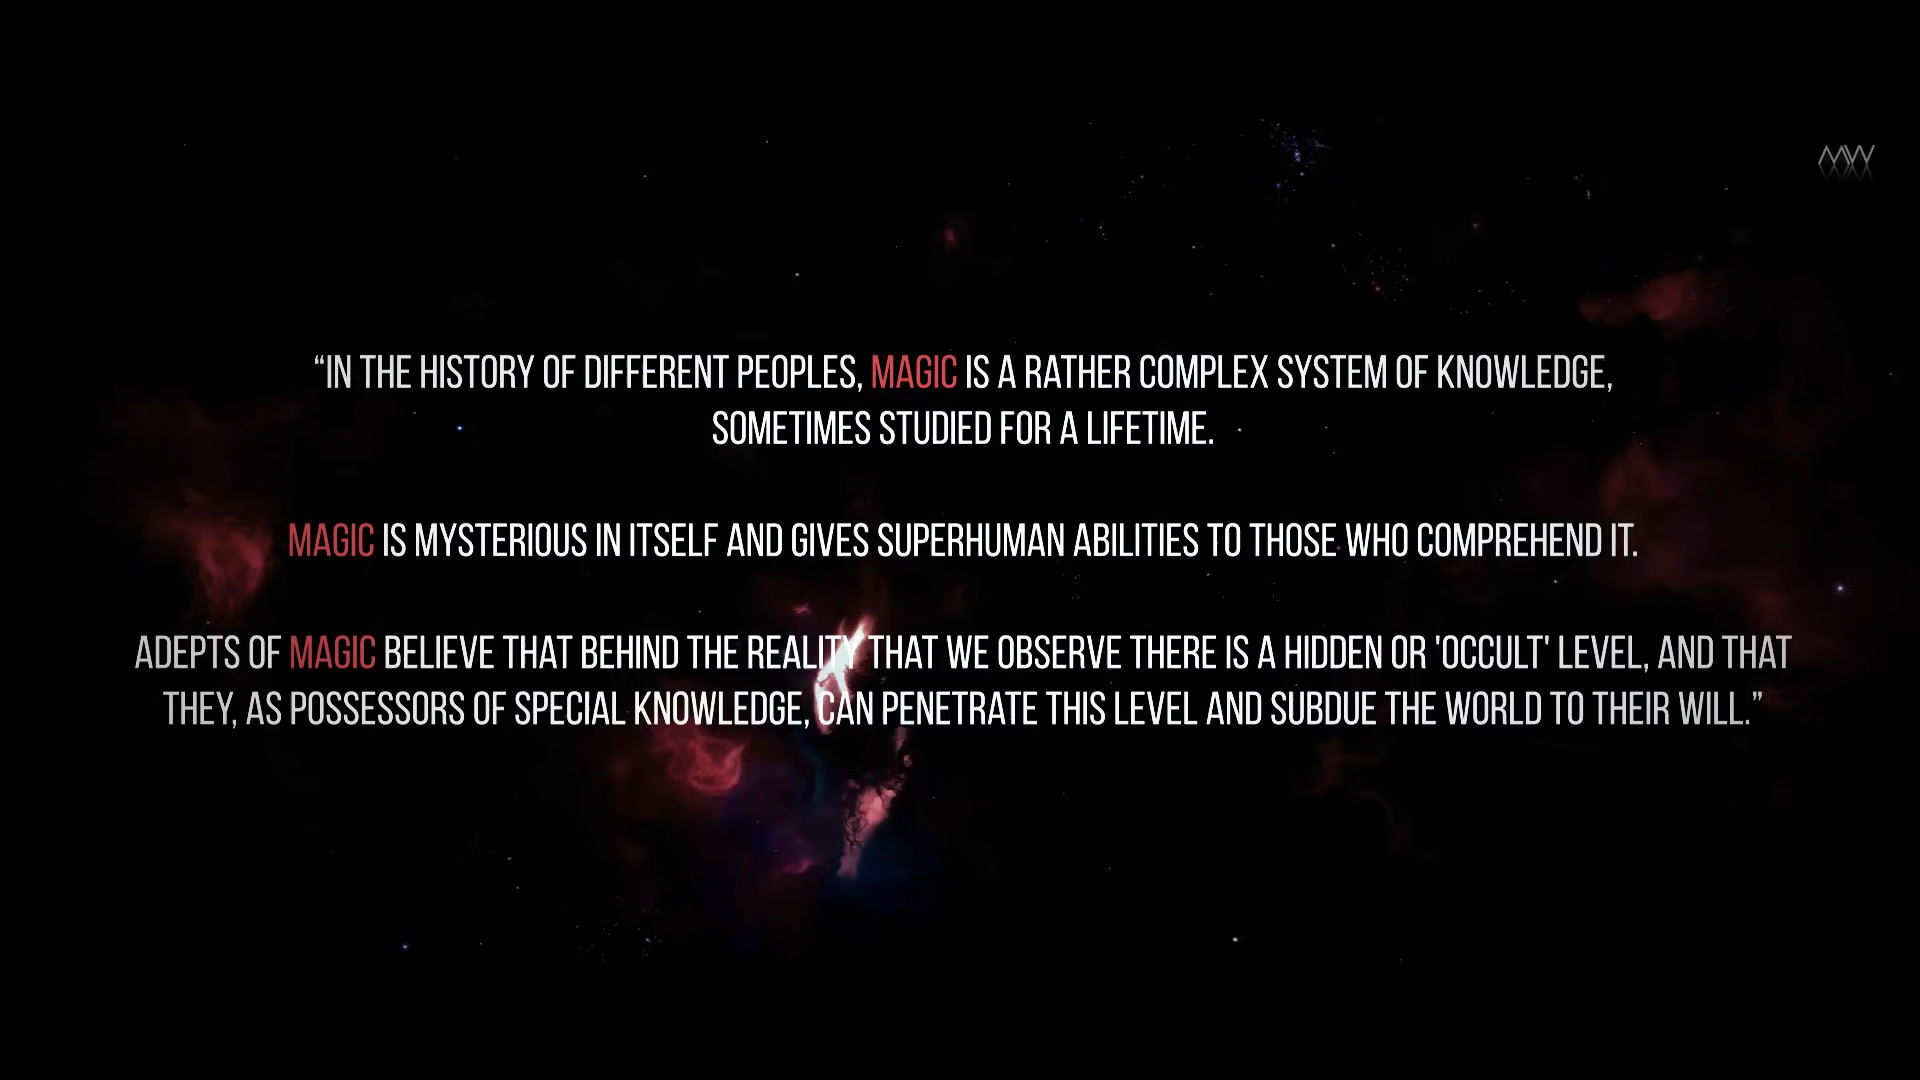 MW
“IN THE HISTORY OF DIFFERENT PEOPLES, MAGIC IS A RATHER COMPLEX SYSTEM OF KNOWLEDGE,
SOMETIMES STUDIED FOR A LIFETIME.
MAGIC IS MYSTERIOUS IN ITSELF AND GIVES SUPERHUMAN ABILITIES TO THOSE WHO COMPREHEND IT.
ADEPTS OF MAGIC BELIEVE THAT BEHIND THE REALITY THAT WE OBSERVE THERE IS A HIDDEN OR 'OCCULT' LEVEL, AND THAT
THEY, AS POSSESSORS OF SPECIAL KNOWLEDGE, CAN PENETRATE THIS LEVEL AND SUBDUE THE WORLD TO THEIR WILL.”